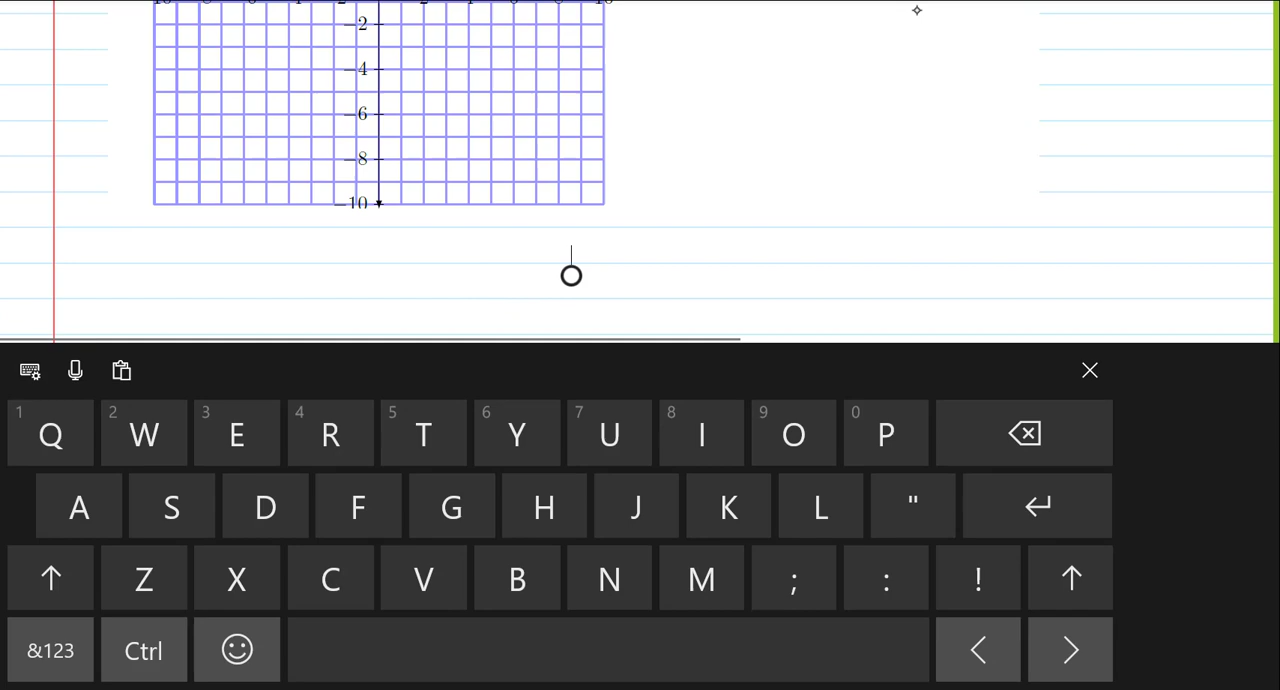 −2
−4
−6
−8
−10
1 2 3 4 5 6 7 8 9 0
Q W E R T Y U I O P
A S D F G H J K L "
Z X C V B N M ; : !
&123 Ctrl